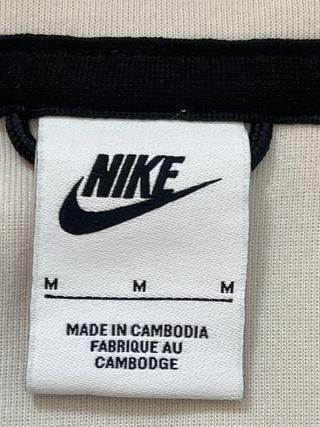 NIKE
M M M
MADE IN CAMBODIA
FABRIQUE AU
CAMBODGE